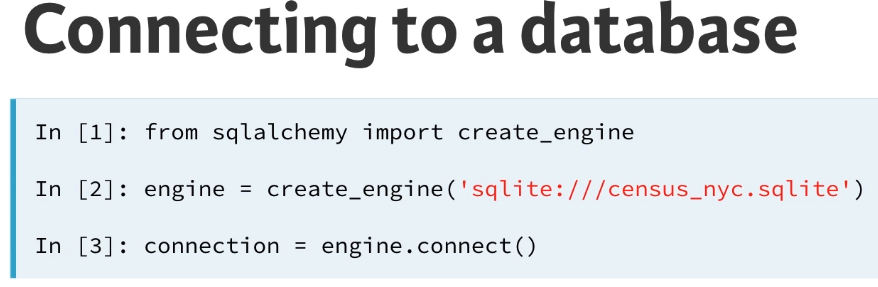 Connecting to a database
In [1]: from sqlalchemy import create_engine
In [2]: engine = create_engine('sqlite:///census_nyc.sqlite')
In [3]: connection = engine.connect()